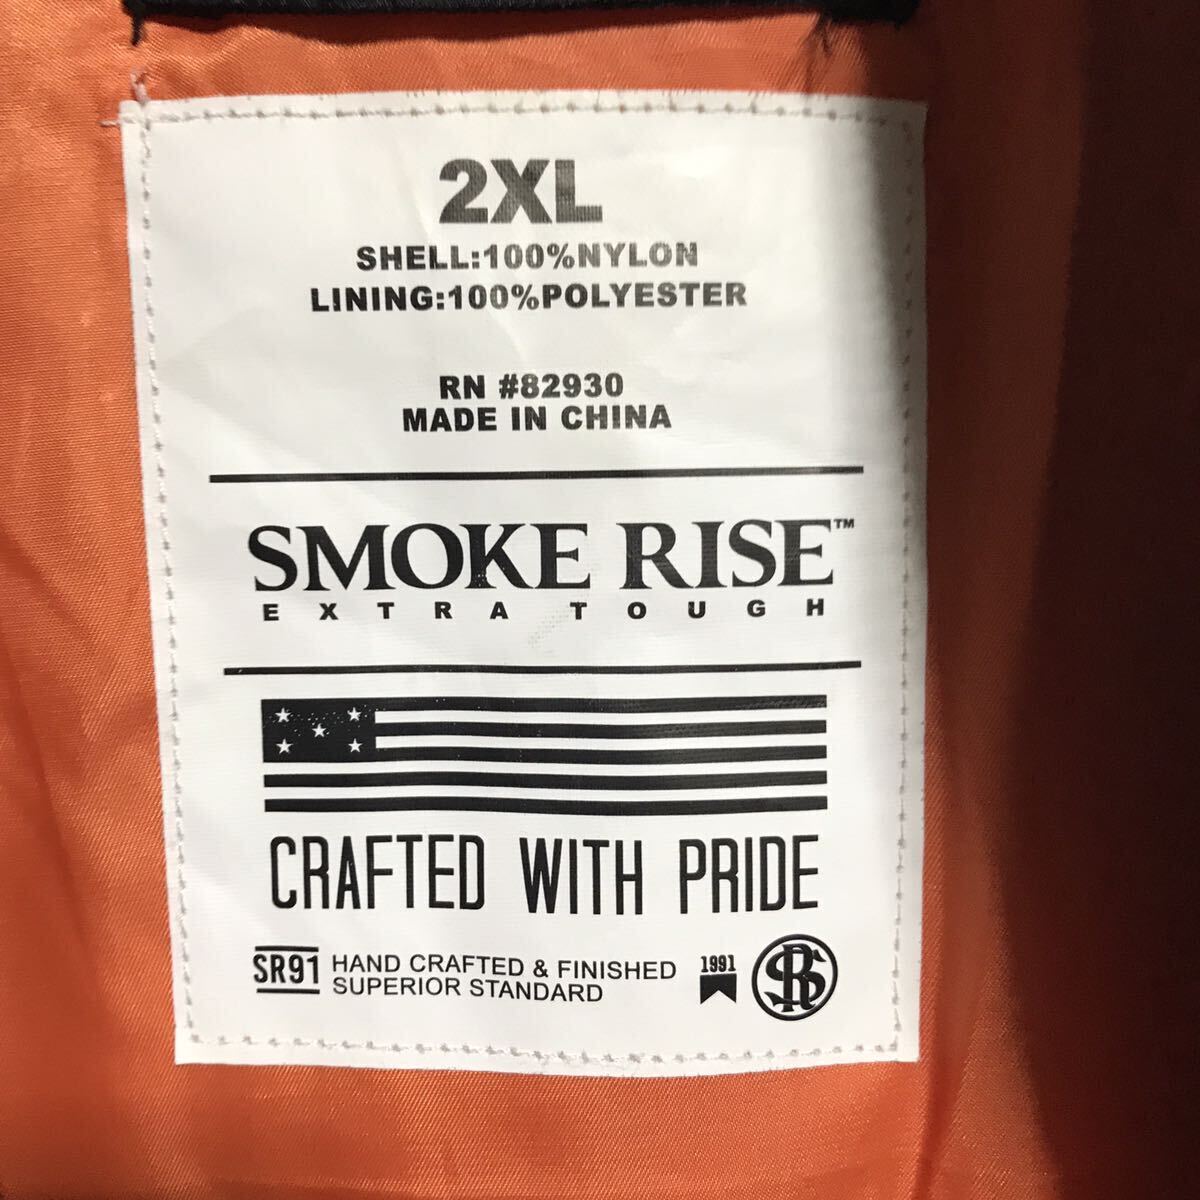 2XL
SHELL:100%NYLON
LINING:100%POLYESTER
RN #82930
MADE IN CHINA
SMOKE RISE™
EXTRA TOUGH
CRAFTED WITH PRIDE
SR91 HAND CRAFTED & FINISHED 1991
SUPERIOR STANDARD